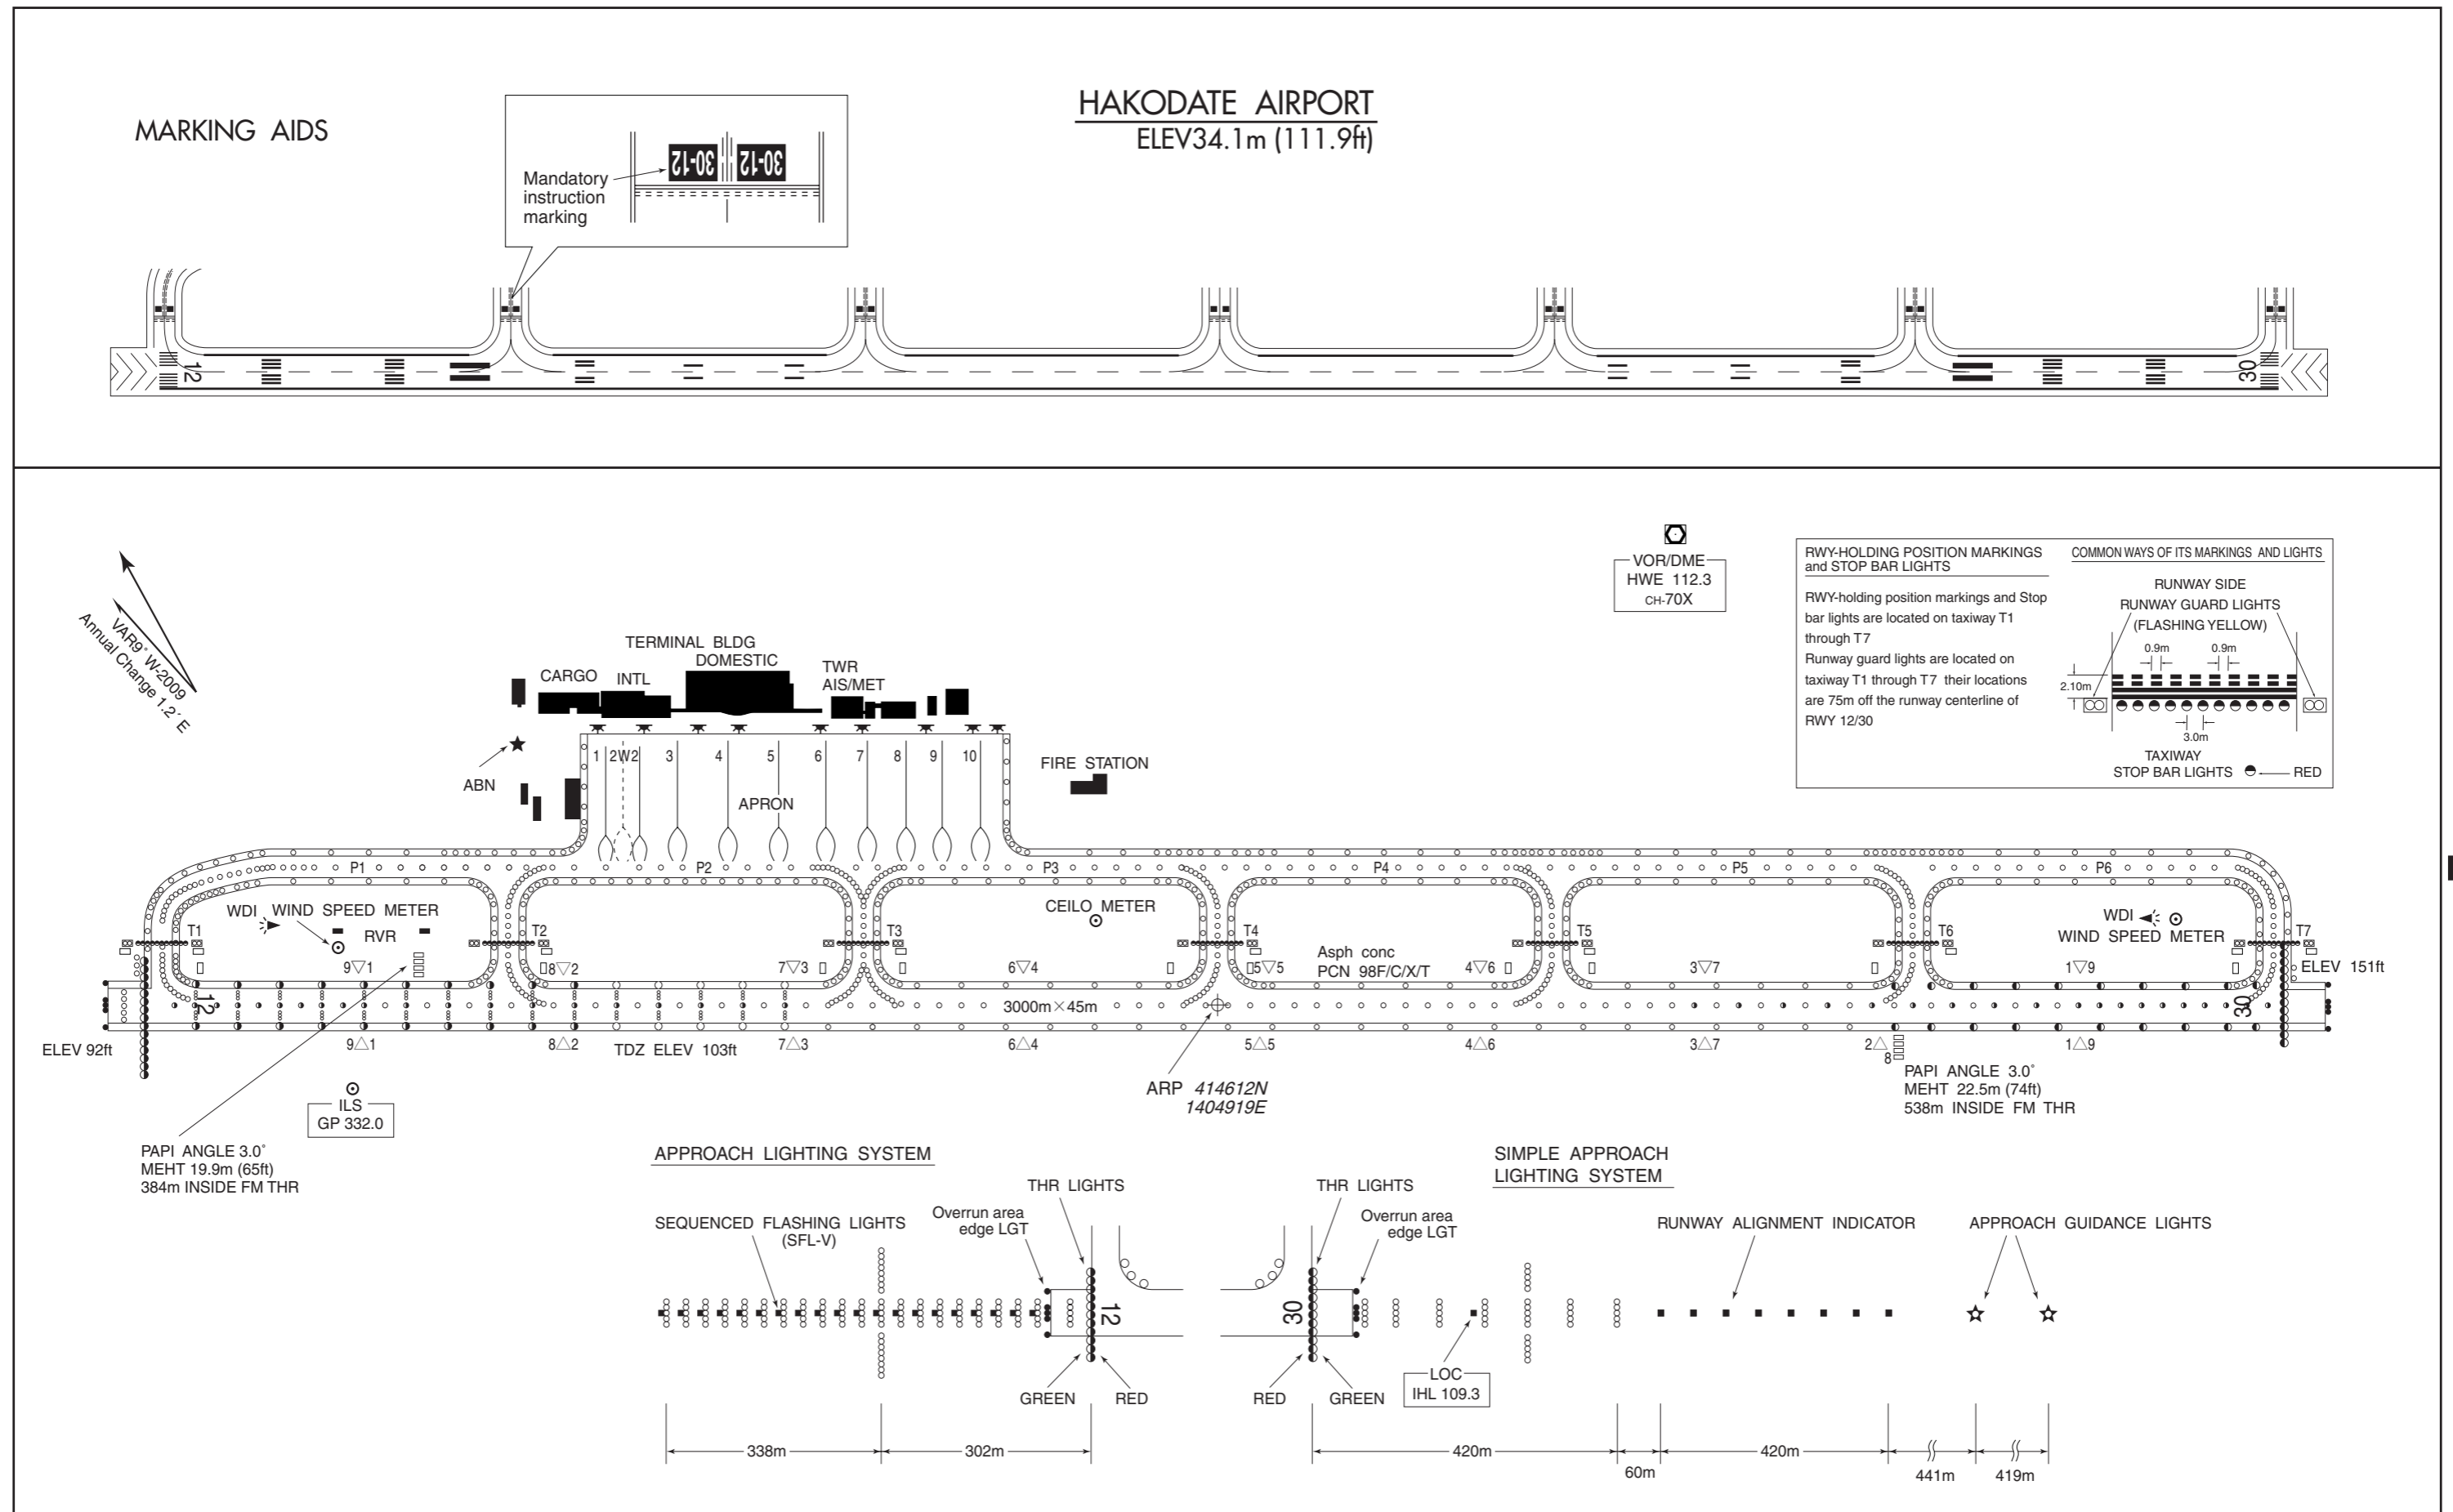 HAKODATE AIRPORT
ELEV34.1m (111.9ft)
MARKING AIDS
30-12
30-12
Mandatory
instruction
marking
12
30
VAR9° W-2009
Annual Change 1.2´ E
VOR/DME
HWE 112.3
CH-70X
RWY-HOLDING POSITION MARKINGS
and STOP BAR LIGHTS
RWY-holding position markings and Stop
bar lights are located on taxiway T1
through T7
Runway guard lights are located on
taxiway T1 through T7 their locations
are 75m off the runway centerline of
RWY 12/30
COMMON WAYS OF ITS MARKINGS AND LIGHTS
RUNWAY SIDE
RUNWAY GUARD LIGHTS
(FLASHING YELLOW)
0.9m
0.9m
2.10m
3.0m
TAXIWAY
STOP BAR LIGHTS
RED
TERMINAL BLDG
DOMESTIC
CARGO
INTL
TWR
AIS/MET
ABN
1
2W2
3
4
5
6
7
8
9
10
APRON
FIRE STATION
P1
P2
P3
P4
P5
P6
WDI
WIND SPEED METER
RVR
CEILO METER
WDI
WIND SPEED METER
T1
T2
T3
T4
T5
T6
T7
9▽1
8▽2
7▽3
6▽4
5▽5
4▽6
3▽7
1▽9
Asph conc
PCN 98F/C/X/T
ELEV 151ft
12
3000m×45m
30
ELEV 92ft
9△1
8△2
TDZ ELEV 103ft
7△3
6△4
5△5
4△6
3△7
2△
8
1△9
ILS
GP 332.0
ARP 414612N
1404919E
PAPI ANGLE 3.0°
MEHT 22.5m (74ft)
538m INSIDE FM THR
PAPI ANGLE 3.0°
MEHT 19.9m (65ft)
384m INSIDE FM THR
APPROACH LIGHTING SYSTEM
SEQUENCED FLASHING LIGHTS
(SFL-V)
Overrun area
edge LGT
THR LIGHTS
12
GREEN
RED
338m
302m
SIMPLE APPROACH
LIGHTING SYSTEM
THR LIGHTS
Overrun area
edge LGT
RUNWAY ALIGNMENT INDICATOR
APPROACH GUIDANCE LIGHTS
30
RED
GREEN
LOC
IHL 109.3
420m
60m
420m
441m
419m